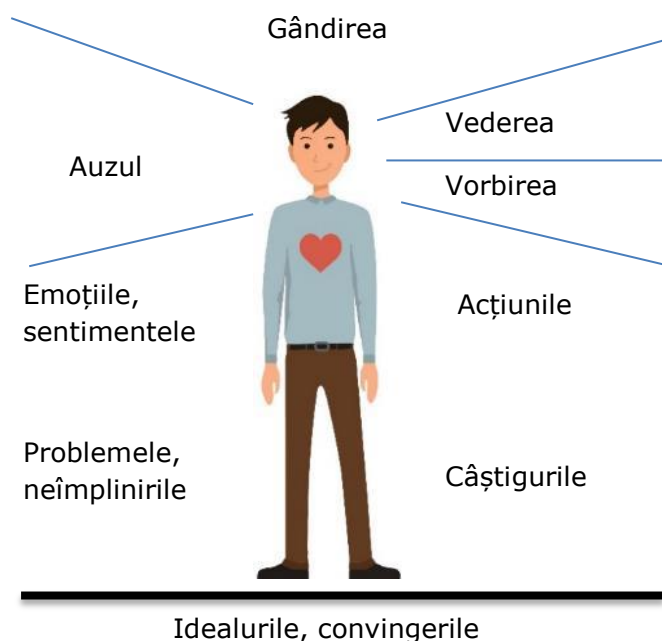 Gândirea
Vederea
Auzul
Vorbirea
Emoțiile,
sentimentele
Acțiunile
Problemele,
neîmplinirile
Câștigurile
Idealurile, convingerile